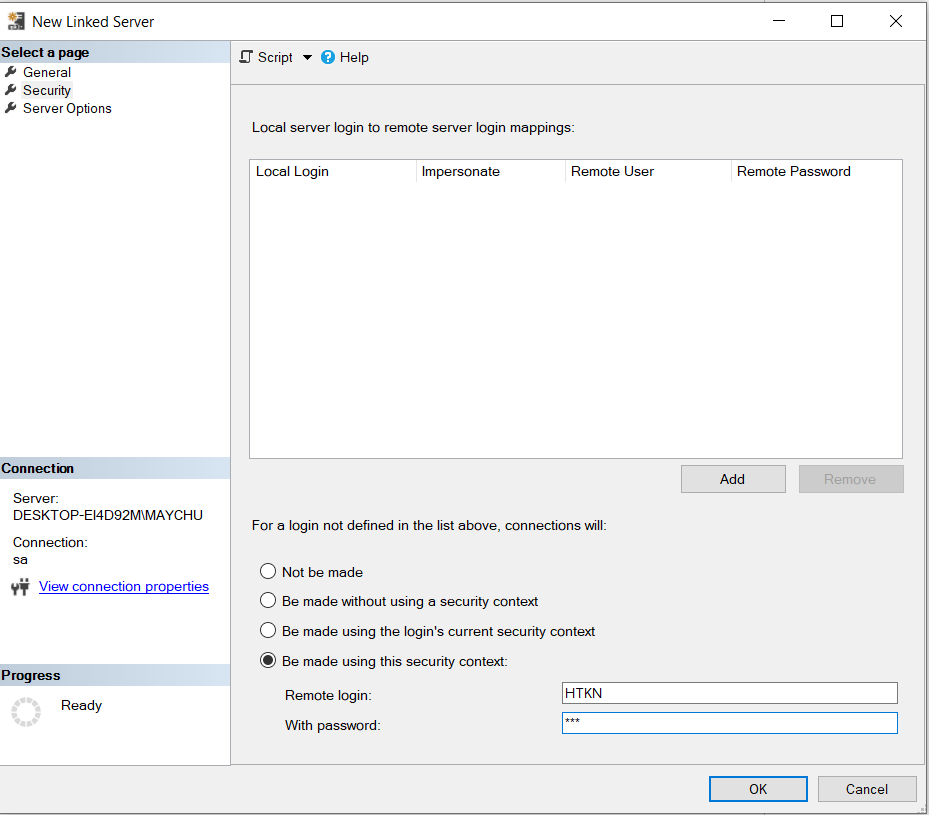 New Linked Server
Select a page
General
Security
Server Options
Script
Help
Local server login to remote server login mappings:
Local Login Impersonate Remote User Remote Password
Add Remove
For a login not defined in the list above, connections will:
Not be made
Be made without using a security context
Be made using the login's current security context
Be made using this security context:
Remote login: HTKN
With password: ***
Connection
Server:
DESKTOP-EI4D92M\MAYCHU
Connection:
sa
View connection properties
Progress
Ready
OK Cancel